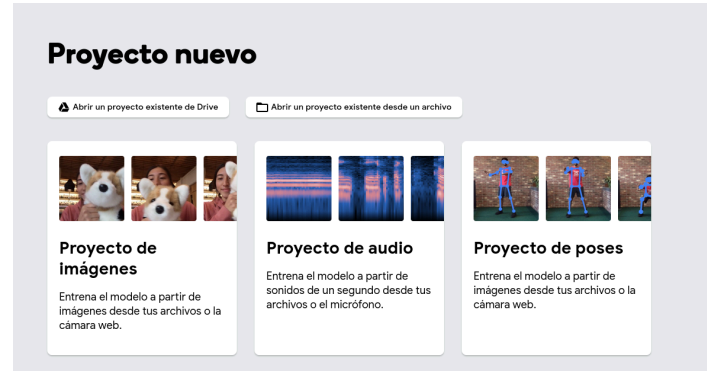 Proyecto nuevo
Abrir un proyecto existente de Drive
Abrir un proyecto existente desde un archivo
Proyecto de
imágenes
Entrena el modelo a partir de
imágenes desde tus archivos o la
cámara web.
Proyecto de audio
Entrena el modelo a partir de
sonidos de un segundo desde tus
archivos o el micrófono.
Proyecto de poses
Entrena el modelo a partir de
imágenes desde tus archivos o la
cámara web.